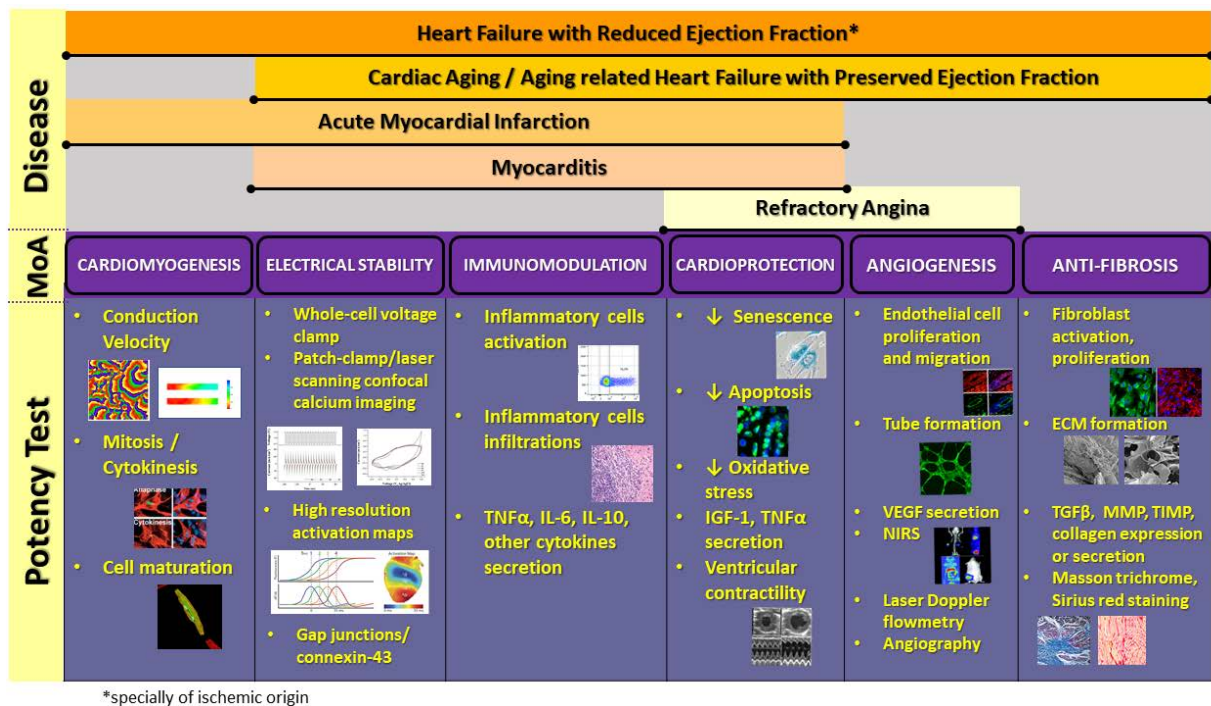 Disease
Heart Failure with Reduced Ejection Fraction*
Cardiac Aging / Aging related Heart Failure with Preserved Ejection Fraction
Acute Myocardial Infarction
Myocarditis
Refractory Angina
MoA
CARDIOMYOGENESIS
ELECTRICAL STABILITY
IMMUNOMODULATION
CARDIOPROTECTION
ANGIOGENESIS
ANTI-FIBROSIS
Potency Test
• Conduction
Velocity
• Mitosis /
Cytokinesis
Anaphase
Cytokinesis
• Cell maturation
• Whole-cell voltage
clamp
• Patch-clamp/laser
scanning confocal
calcium imaging
• High resolution
activation maps
• Gap junctions/
connexin-43
• Inflammatory cells
activation
• Inflammatory cells
infiltrations
• TNFα, IL-6, IL-10,
other cytokines
secretion
• ↓ Senescence
• ↓ Apoptosis
• ↓ Oxidative
stress
• IGF-1, TNFα
secretion
• Ventricular
contractility
• Endothelial cell
proliferation
and migration
• Tube formation
• VEGF secretion
• NIRS
• Laser Doppler
flowmetry
• Angiography
• Fibroblast
activation,
proliferation
• ECM formation
• TGFβ, MMP, TIMP,
collagen expression
or secretion
• Masson trichrome,
Sirius red staining
*specially of ischemic origin